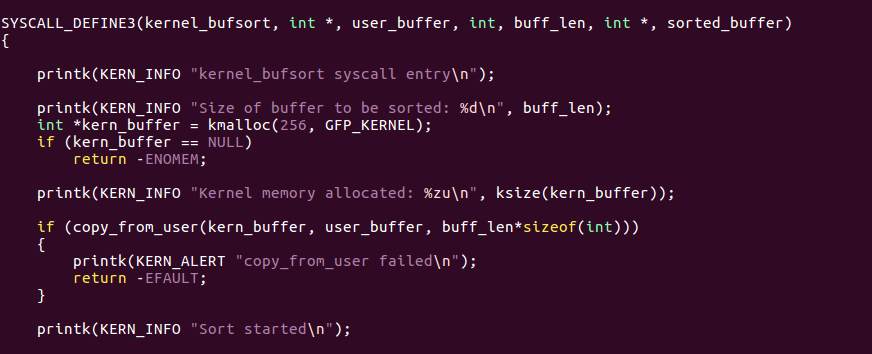 SYSCALL_DEFINE3(kernel_bufsort, int *, user_buffer, int, buff_len, int *, sorted_buffer)
{
    printk(KERN_INFO "kernel_bufsort syscall entry\n");
    printk(KERN_INFO "Size of buffer to be sorted: %d\n", buff_len);
    int *kern_buffer = kmalloc(256, GFP_KERNEL);
    if (kern_buffer == NULL)
        return -ENOMEM;
    printk(KERN_INFO "Kernel memory allocated: %zu\n", ksize(kern_buffer));
    if (copy_from_user(kern_buffer, user_buffer, buff_len*sizeof(int)))
    {
        printk(KERN_ALERT "copy_from_user failed\n");
        return -EFAULT;
    }
    printk(KERN_INFO "Sort started\n");